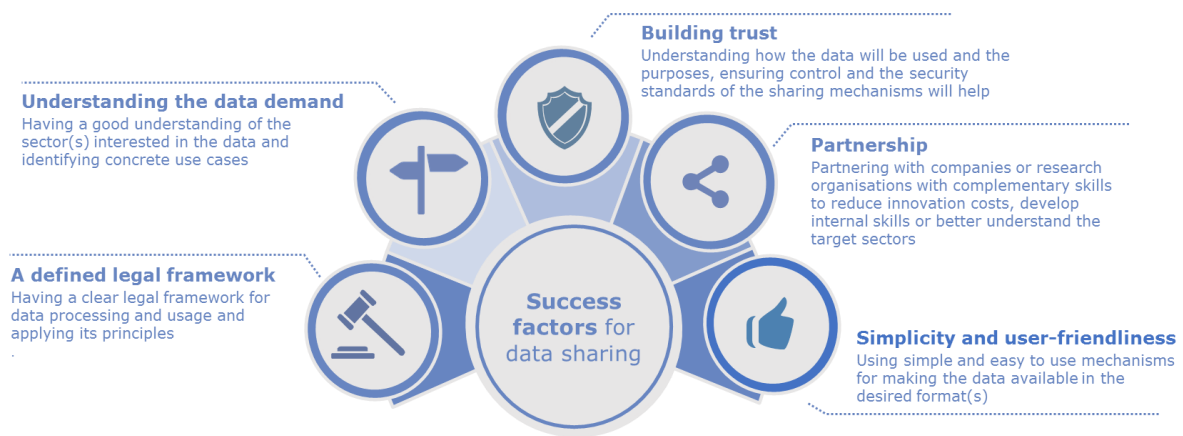 Building trust
Understanding how the data will be used and the
purposes, ensuring control and the security
standards of the sharing mechanisms will help
Understanding the data demand
Having a good understanding of the
sector(s) interested in the data and
identifying concrete use cases
Partnership
Partnering with companies or research
organisations with complementary skills
to reduce innovation costs, develop
internal skills or better understand the
target sectors
A defined legal framework
Having a clear legal framework for
data processing and usage and
applying its principles
.
Success
factors for
data sharing
Simplicity and user-friendliness
Using simple and easy to use mechanisms
for making the data available in the
desired format(s)